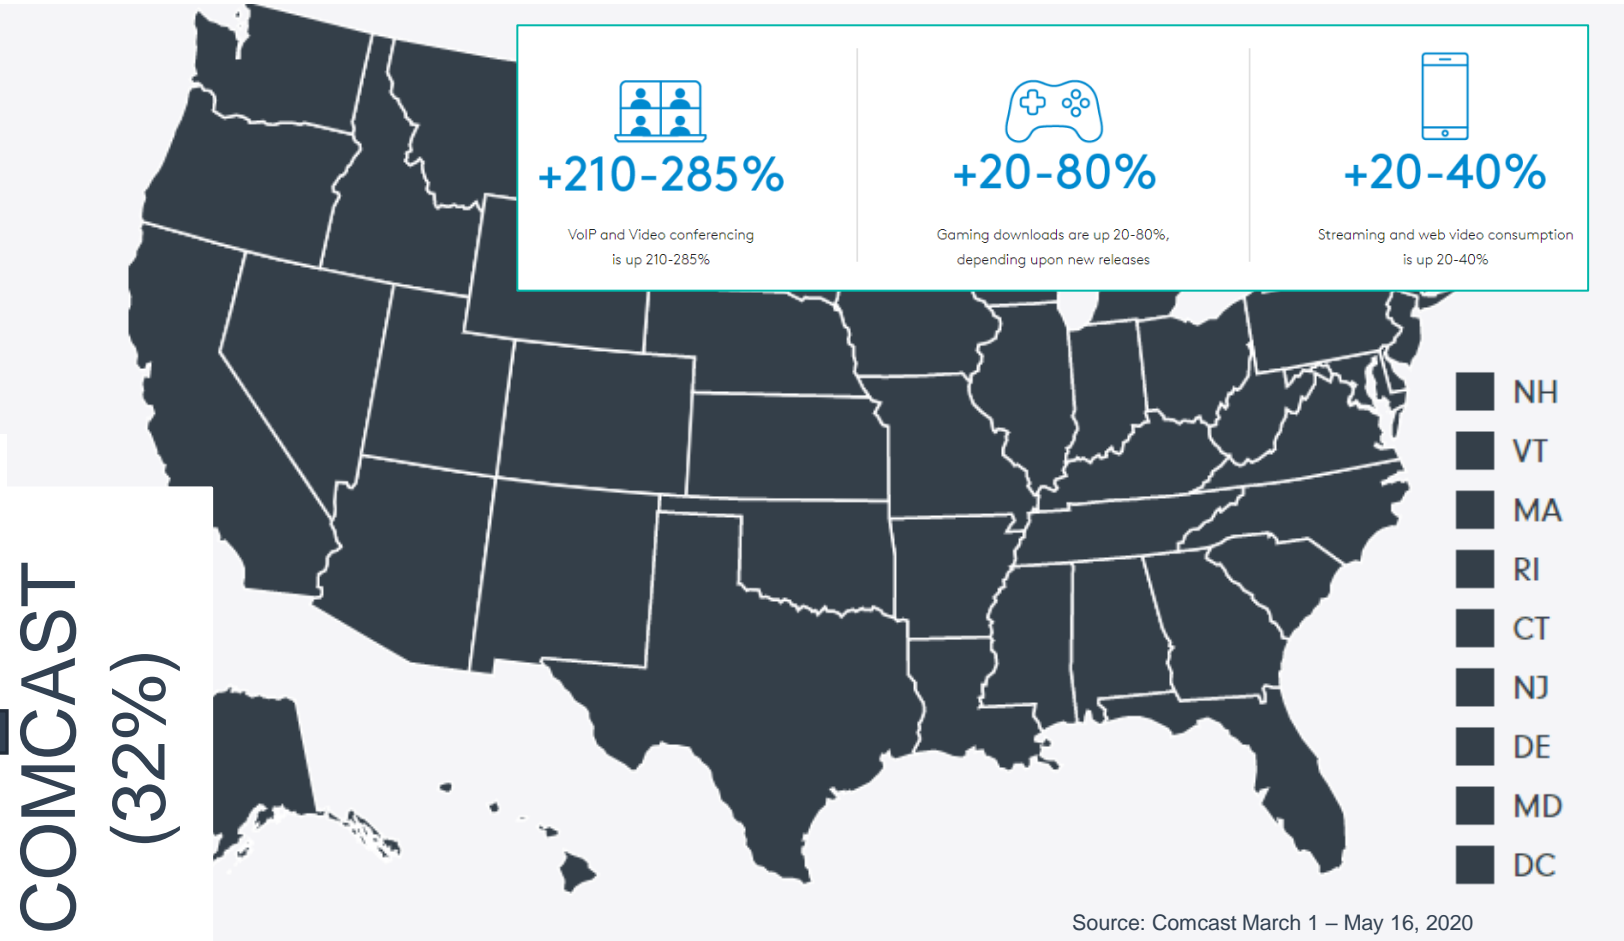 +210-285%
VoIP and Video conferencing
is up 210-285%
+20-80%
Gaming downloads are up 20-80%,
depending upon new releases
+20-40%
Streaming and web video consumption
is up 20-40%
NH
VT
MA
RI
CT
NJ
DE
MD
DC
COMCAST
(32%)
Source: Comcast March 1 – May 16, 2020